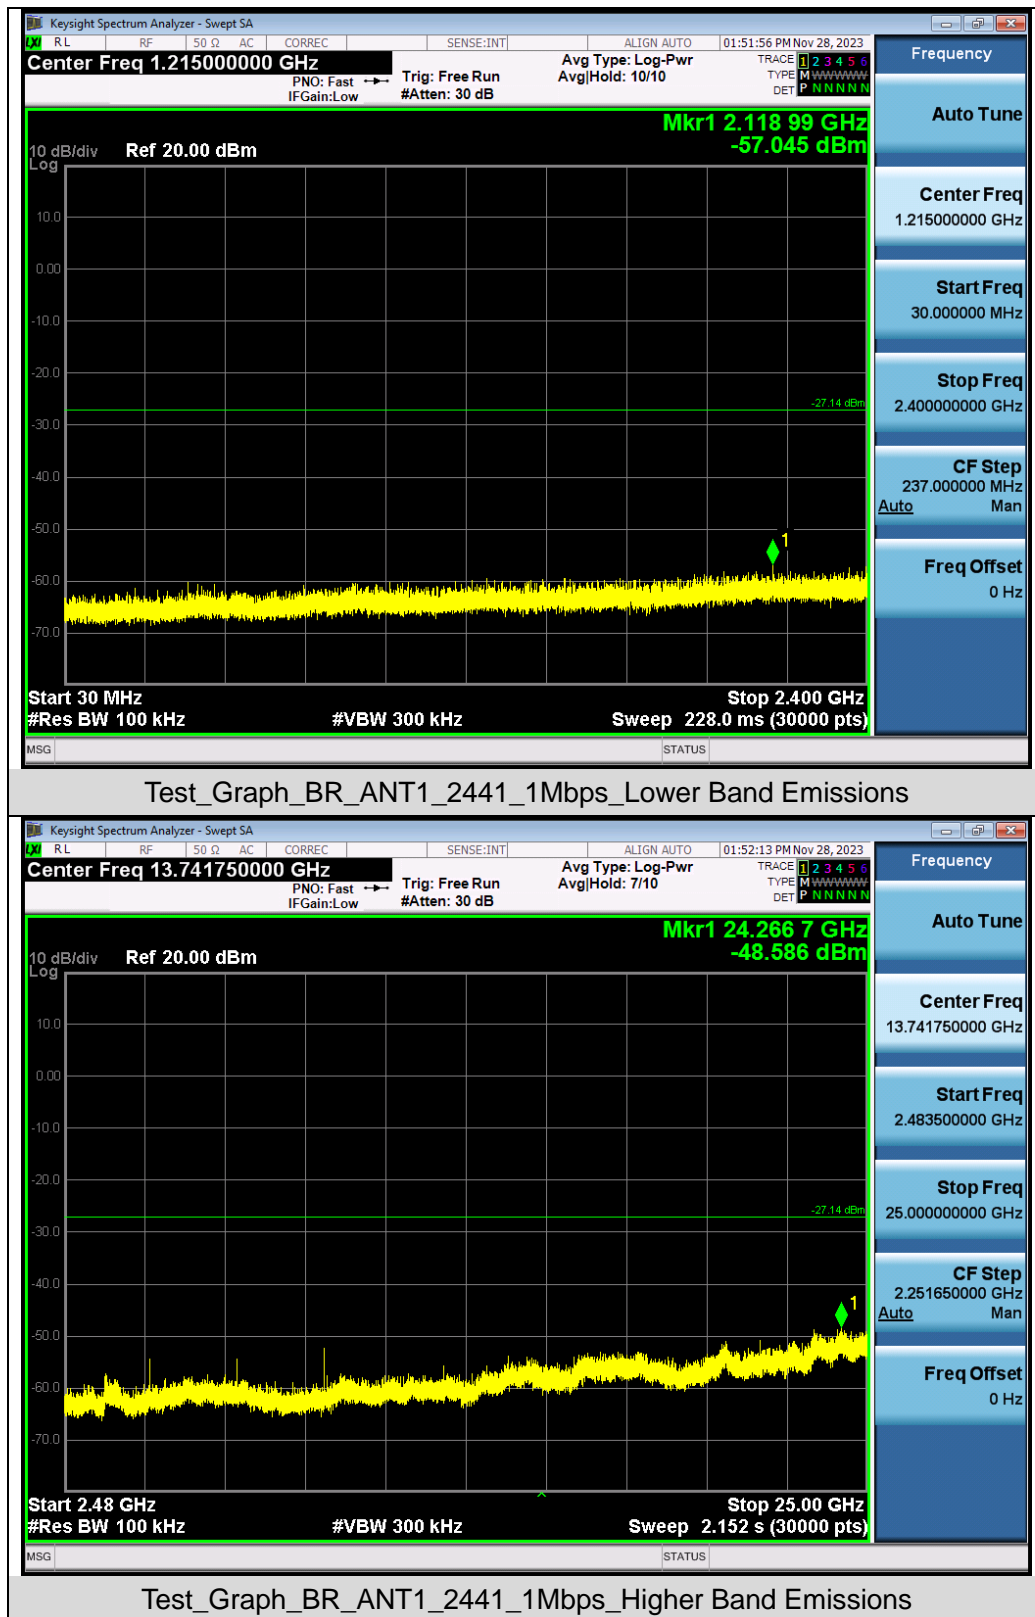 Keysight Spectrum Analyzer - Swept SA
LXI RL RF 50 Ω AC CORREC SENSE:INT ALIGN AUTO 01:51:56 PM Nov 28, 2023
Center Freq 1.215000000 GHz
PNO: Fast
IFGain:Low
Trig: Free Run
#Atten: 30 dB
Avg Type: Log-Pwr
Avg|Hold: 10/10
TRACE 1 2 3 4 5 6
TYPE M W W W W W
DET P N N N N N
Mkr1 2.118 99 GHz
-57.045 dBm
10 dB/div Ref 20.00 dBm
Log
10.0
0.00
-10.0
-20.0
-27.14 dBm
-30.0
-40.0
-50.0
1
-60.0
-70.0
Start 30 MHz Stop 2.400 GHz
#Res BW 100 kHz #VBW 300 kHz Sweep 228.0 ms (30000 pts)
MSG STATUS
Frequency
Auto Tune
Center Freq
1.215000000 GHz
Start Freq
30.000000 MHz
Stop Freq
2.400000000 GHz
CF Step
237.000000 MHz
Auto Man
Freq Offset
0 Hz
Test_Graph_BR_ANT1_2441_1Mbps_Lower Band Emissions
Keysight Spectrum Analyzer - Swept SA
LXI RL RF 50 Ω AC CORREC SENSE:INT ALIGN AUTO 01:52:13 PM Nov 28, 2023
Center Freq 13.741750000 GHz
PNO: Fast
IFGain:Low
Trig: Free Run
#Atten: 30 dB
Avg Type: Log-Pwr
Avg|Hold: 7/10
TRACE 1 2 3 4 5 6
TYPE M W W W W W
DET P N N N N N
Mkr1 24.266 7 GHz
-48.586 dBm
10 dB/div Ref 20.00 dBm
Log
10.0
0.00
-10.0
-20.0
-27.14 dBm
-30.0
-40.0
1
-50.0
-60.0
-70.0
Start 2.48 GHz Stop 25.00 GHz
#Res BW 100 kHz #VBW 300 kHz Sweep 2.152 s (30000 pts)
MSG STATUS
Frequency
Auto Tune
Center Freq
13.741750000 GHz
Start Freq
2.483500000 GHz
Stop Freq
25.000000000 GHz
CF Step
2.251650000 GHz
Auto Man
Freq Offset
0 Hz
Test_Graph_BR_ANT1_2441_1Mbps_Higher Band Emissions